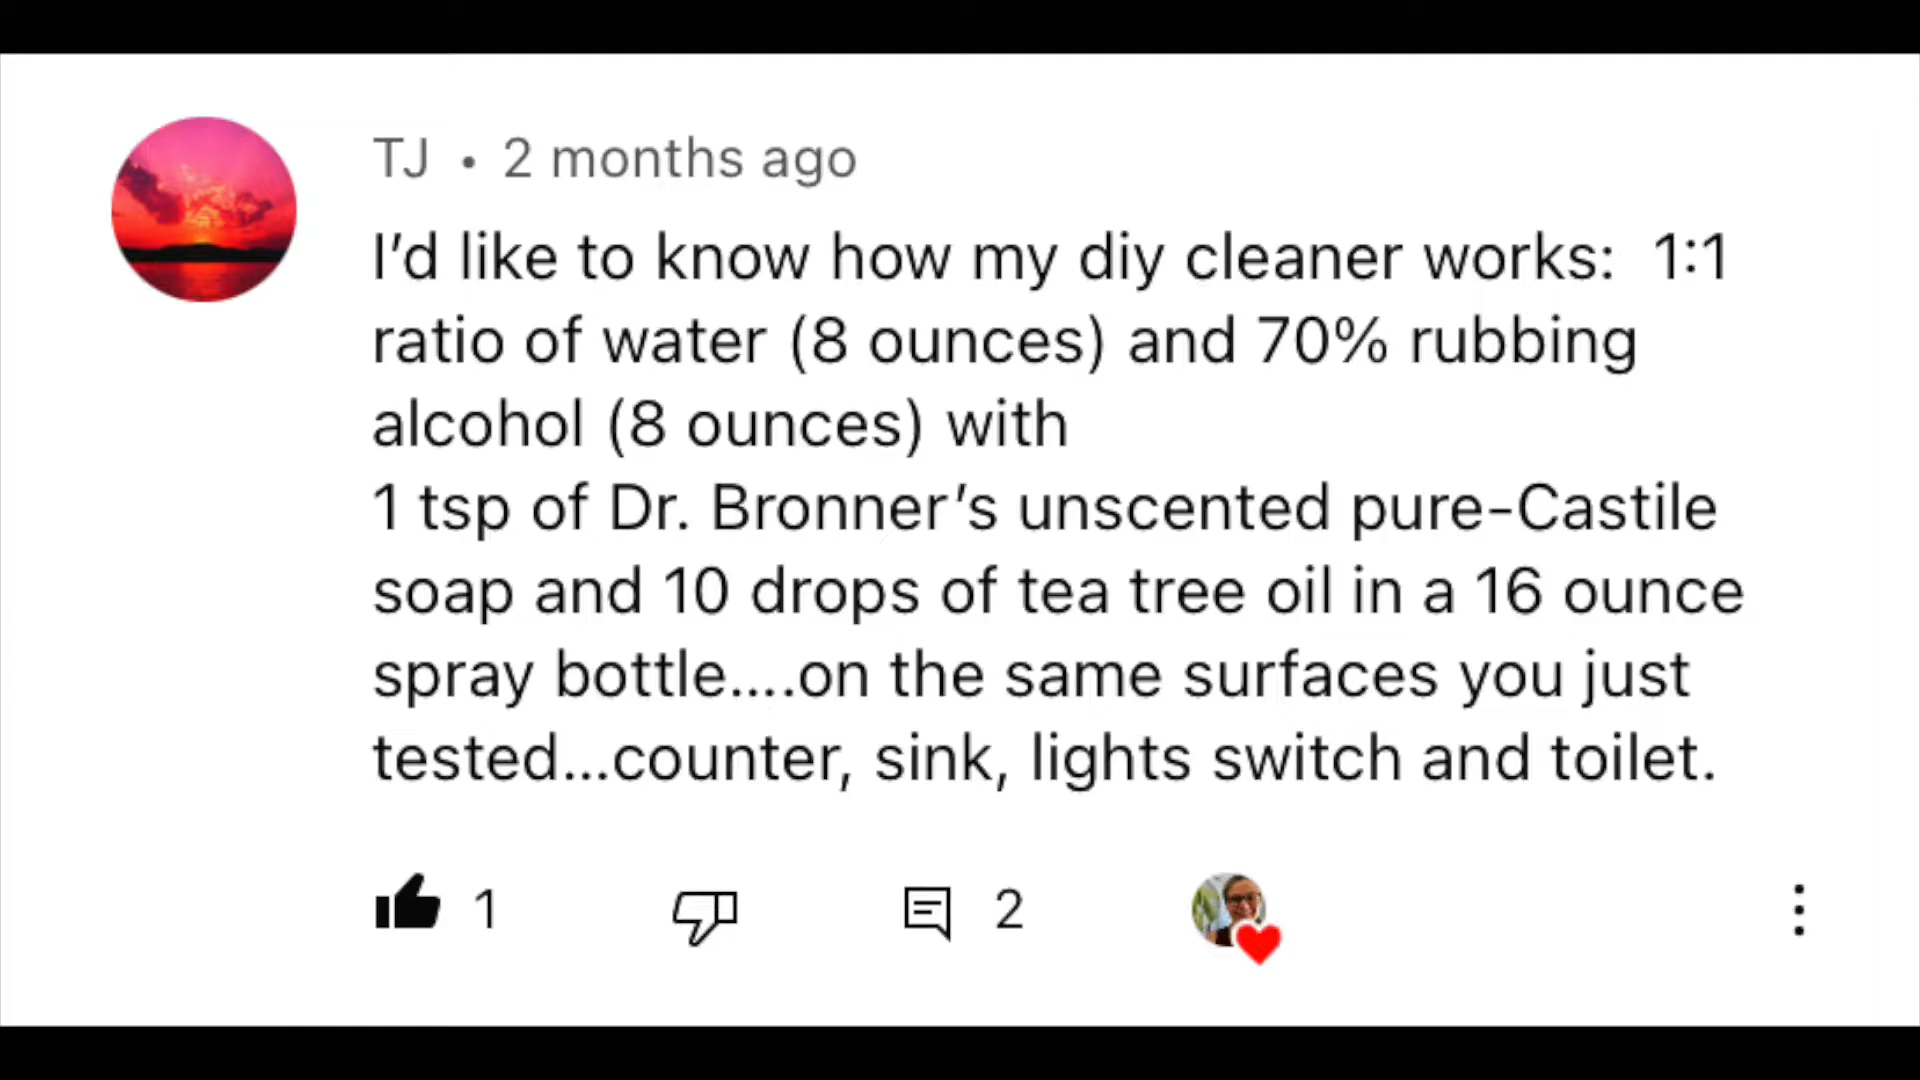 TJ • 2 months ago
I’d like to know how my diy cleaner works:  1:1
ratio of water (8 ounces) and 70% rubbing
alcohol (8 ounces) with
1 tsp of Dr. Bronner’s unscented pure-Castile
soap and 10 drops of tea tree oil in a 16 ounce
spray bottle....on the same surfaces you just
tested...counter, sink, lights switch and toilet.
1 2